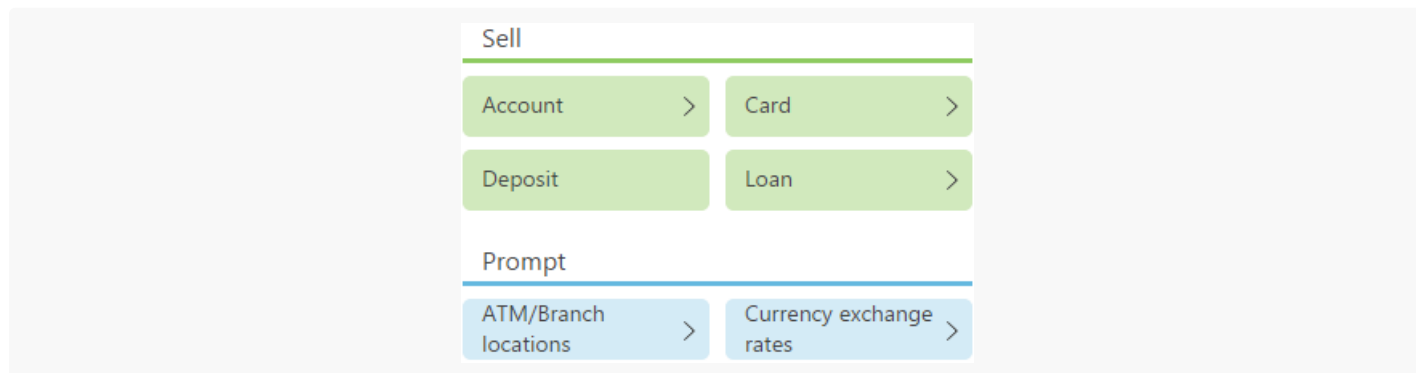 Sell
Account
Card
Deposit
Loan
Prompt
ATM/Branch
locations
Currency exchange
rates